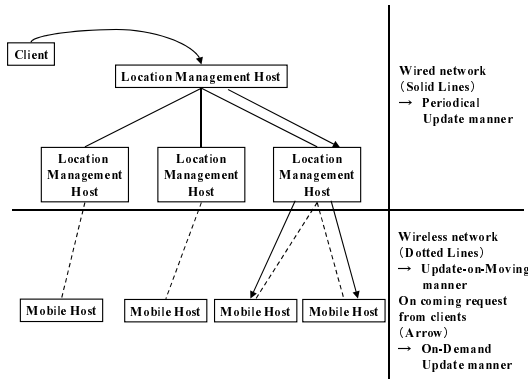 Client
Location Management Host
Wired network
(Solid Lines)
→ Periodical
Update manner
Location
Management
Host
Location
Management
Host
Location
Management
Host
Wireless network
(Dotted Lines)
→ Update-on-Moving
manner
On coming request
from clients
(Arrow)
→ On-Demand
Update manner
Mobile Host
Mobile Host
Mobile Host
Mobile Host